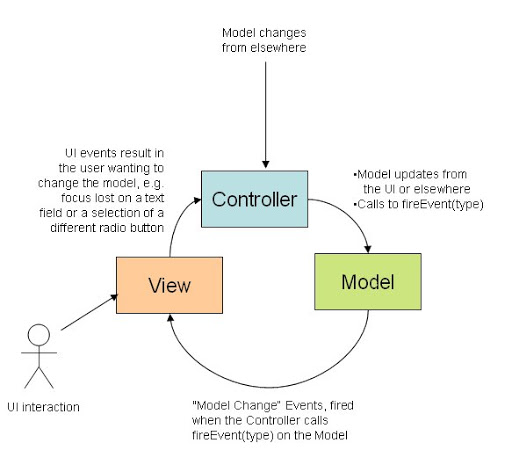 Model changes
from elsewhere
UI events result in
the user wanting to
change the model, e.g.
focus lost on a text
field or a selection of a
different radio button
Controller
•Model updates from
the UI or elsewhere
•Calls to fireEvent(type)
View
Model
UI interaction
"Model Change" Events, fired
when the Controller calls
fireEvent(type) on the Model